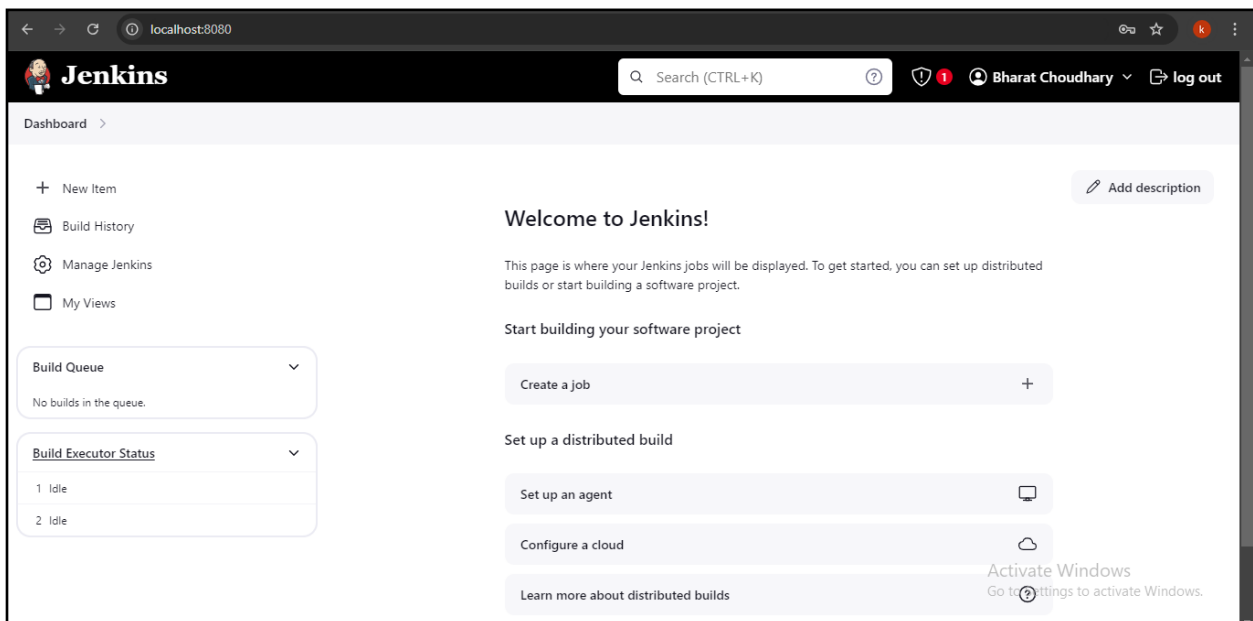 localhost:8080
k
Jenkins
Search (CTRL+K)
?
1
Bharat Choudhary
log out
Dashboard
New Item
Build History
Manage Jenkins
My Views
Add description
Welcome to Jenkins!
This page is where your Jenkins jobs will be displayed. To get started, you can set up distributed
builds or start building a software project.
Start building your software project
Create a job
Set up a distributed build
Set up an agent
Configure a cloud
Learn more about distributed builds
?
Build Queue
No builds in the queue.
Build Executor Status
1 Idle
2 Idle
Activate Windows
Go to Settings to activate Windows.